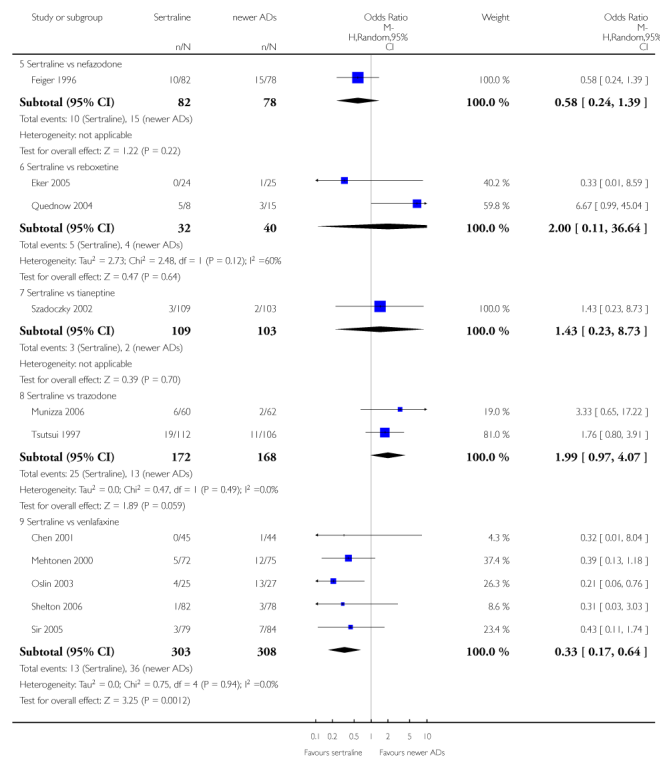 Study or subgroup Sertraline newer ADs Odds Ratio Weight Odds Ratio
M- M-
H,Random,95% H,Random,95%
n/N n/N CI CI
5 Sertraline vs nefazodone
Feiger 1996 10/82 15/78 100.0 % 0.58 [ 0.24, 1.39 ]
Subtotal (95% CI) 82 78 100.0 % 0.58 [ 0.24, 1.39 ]
Total events: 10 (Sertraline), 15 (newer ADs)
Heterogeneity: not applicable
Test for overall effect: Z = 1.22 (P = 0.22)
6 Sertraline vs reboxetine
Eker 2005 0/24 1/25 40.2 % 0.33 [ 0.01, 8.59 ]
Quednow 2004 5/8 3/15 59.8 % 6.67 [ 0.99, 45.04 ]
Subtotal (95% CI) 32 40 100.0 % 2.00 [ 0.11, 36.64 ]
Total events: 5 (Sertraline), 4 (newer ADs)
Heterogeneity: Tau² = 2.73; Chi² = 2.48, df = 1 (P = 0.12); I² =60%
Test for overall effect: Z = 0.47 (P = 0.64)
7 Sertraline vs tianeptine
Szadoczky 2002 3/109 2/103 100.0 % 1.43 [ 0.23, 8.73 ]
Subtotal (95% CI) 109 103 100.0 % 1.43 [ 0.23, 8.73 ]
Total events: 3 (Sertraline), 2 (newer ADs)
Heterogeneity: not applicable
Test for overall effect: Z = 0.39 (P = 0.70)
8 Sertraline vs trazodone
Munizza 2006 6/60 2/62 19.0 % 3.33 [ 0.65, 17.22 ]
Tsutsui 1997 19/112 11/106 81.0 % 1.76 [ 0.80, 3.91 ]
Subtotal (95% CI) 172 168 100.0 % 1.99 [ 0.97, 4.07 ]
Total events: 25 (Sertraline), 13 (newer ADs)
Heterogeneity: Tau² = 0.0; Chi² = 0.47, df = 1 (P = 0.49); I² =0.0%
Test for overall effect: Z = 1.89 (P = 0.059)
9 Sertraline vs venlafaxine
Chen 2001 0/45 1/44 4.3 % 0.32 [ 0.01, 8.04 ]
Mehtonen 2000 5/72 12/75 37.4 % 0.39 [ 0.13, 1.18 ]
Oslin 2003 4/25 13/27 26.3 % 0.21 [ 0.06, 0.76 ]
Shelton 2006 1/82 3/78 8.6 % 0.31 [ 0.03, 3.03 ]
Sir 2005 3/79 7/84 23.4 % 0.43 [ 0.11, 1.74 ]
Subtotal (95% CI) 303 308 100.0 % 0.33 [ 0.17, 0.64 ]
Total events: 13 (Sertraline), 36 (newer ADs)
Heterogeneity: Tau² = 0.0; Chi² = 0.75, df = 4 (P = 0.94); I² =0.0%
Test for overall effect: Z = 3.25 (P = 0.0012)
0.1 0.2 0.5 1 2 5 10
Favours sertraline Favours newer ADs